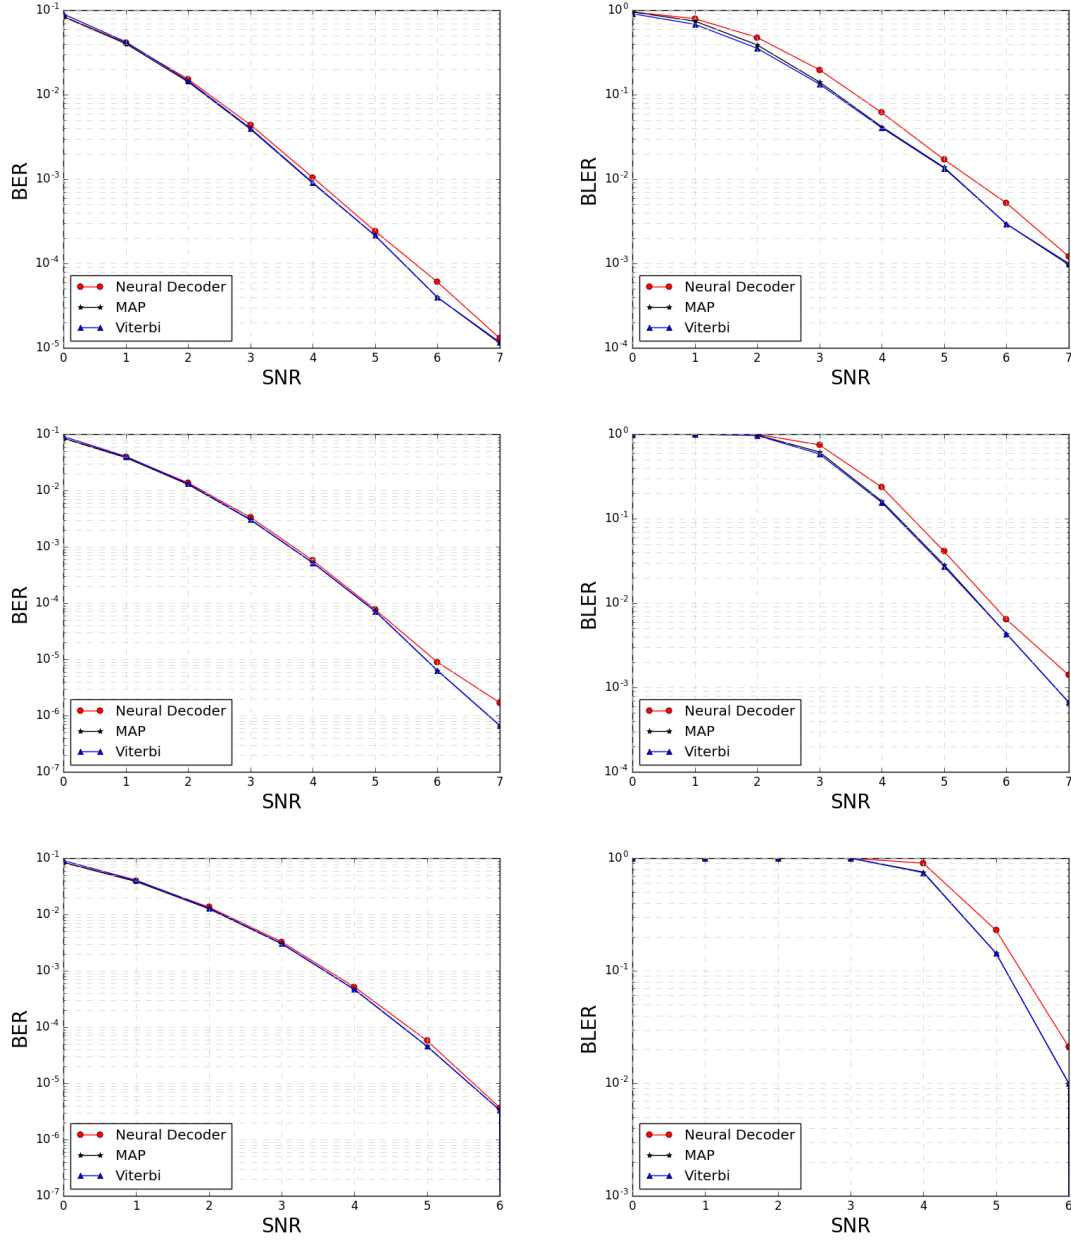 10^-1
10^-2
10^-3
10^-4
10^-5
BER
0 1 2 3 4 5 6 7
SNR
Neural Decoder
MAP
Viterbi
10^0
10^-1
10^-2
10^-3
10^-4
BLER
0 1 2 3 4 5 6 7
SNR
Neural Decoder
MAP
Viterbi
10^-1
10^-2
10^-3
10^-4
10^-5
10^-6
10^-7
BER
0 1 2 3 4 5 6 7
SNR
Neural Decoder
MAP
Viterbi
10^0
10^-1
10^-2
10^-3
10^-4
BLER
0 1 2 3 4 5 6 7
SNR
Neural Decoder
MAP
Viterbi
10^-1
10^-2
10^-3
10^-4
10^-5
10^-6
10^-7
BER
0 1 2 3 4 5 6
SNR
Neural Decoder
MAP
Viterbi
10^0
10^-1
10^-2
10^-3
BLER
0 1 2 3 4 5 6
SNR
Neural Decoder
MAP
Viterbi